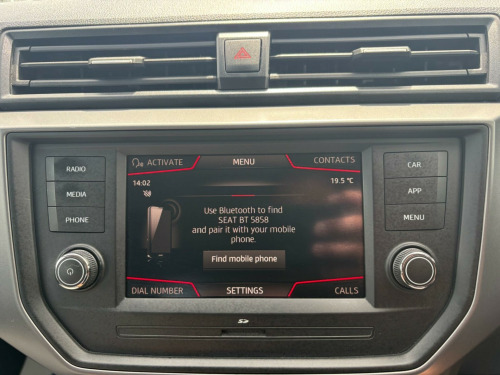 ACTIVATE MENU CONTACTS
RADIO
MEDIA
PHONE
14:02
19.5 °C
Use Bluetooth to find
SEAT BT 5858
and pair it with your mobile
phone.
Find mobile phone
DIAL NUMBER SETTINGS CALLS
CAR
APP
MENU
SD